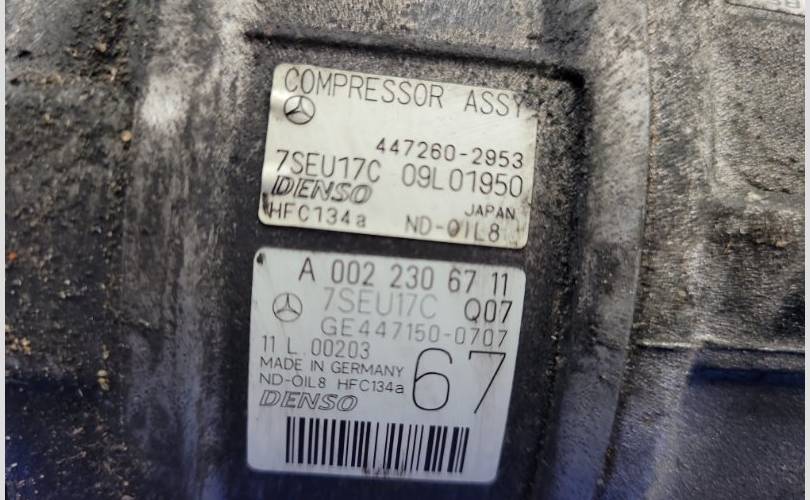 COMPRESSOR ASSY
447260-2953
7SEU17C 09L01950
DENSO JAPAN
HFC134a ND-OIL8
A 002 230 67 11
7SEU17C Q07
GE447150-0707
11 L 00203
67
MADE IN GERMANY
ND-OIL8 HFC134a
DENSO